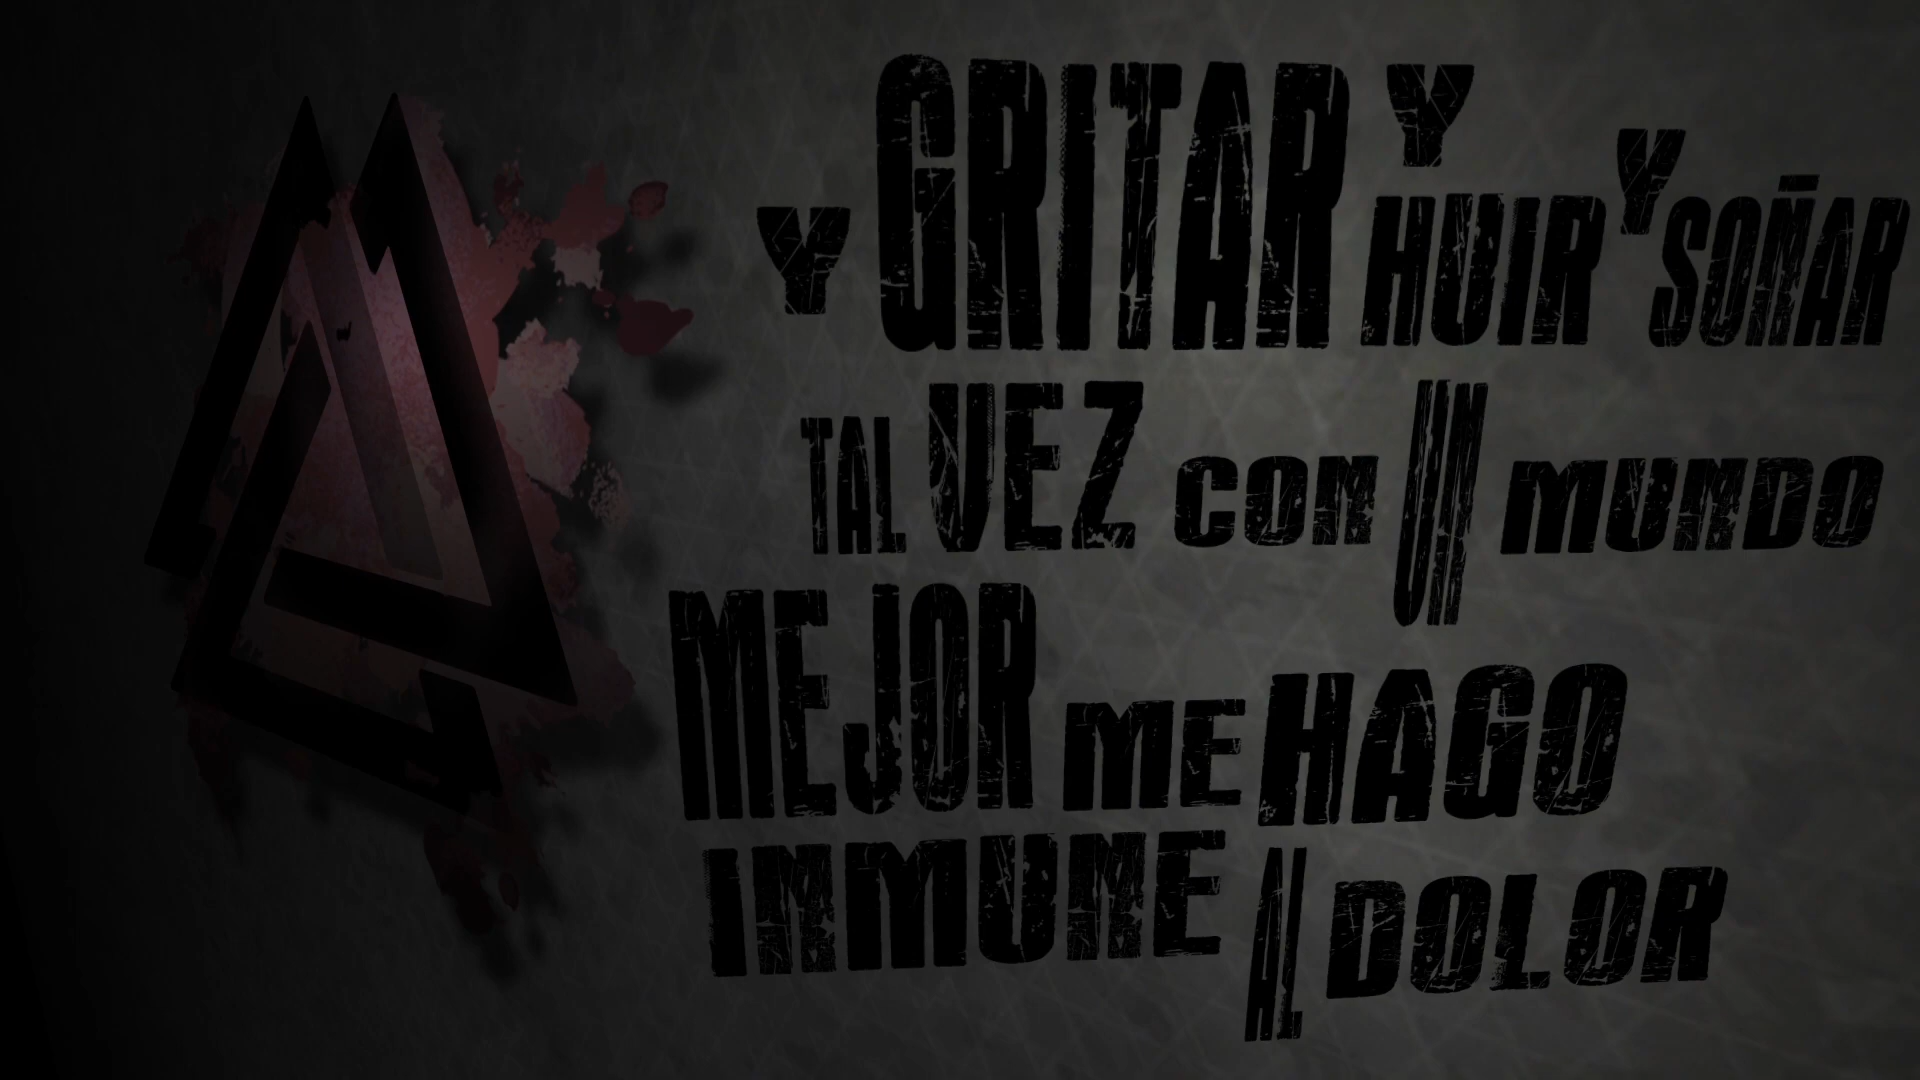 Y GRITAR Y HUIR Y SOÑAR
TAL VEZ CON UN MUNDO
MEJOR ME HAGO
INMUNE AL DOLOR